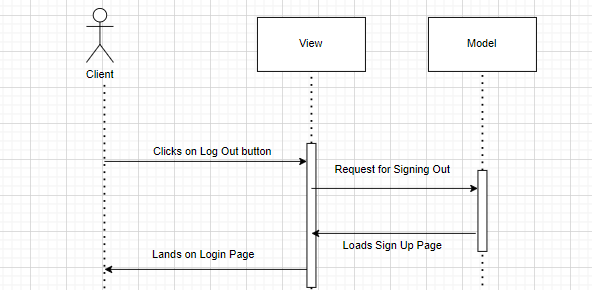 Client
View
Model
Clicks on Log Out button
Request for Signing Out
Loads Sign Up Page
Lands on Login Page